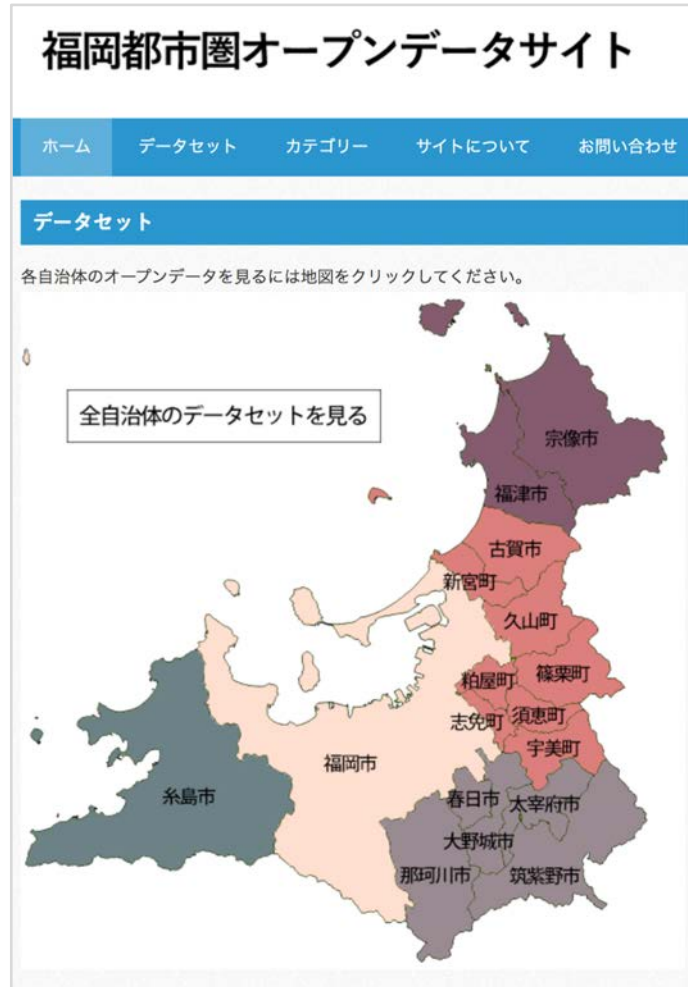 福岡都市圏オープンデータサイト
ホーム データセット カテゴリー サイトについて お問い合わせ
データセット
各自治体のオープンデータを見るには地図をクリックしてください。
全自治体のデータセットを見る
宗像市
福津市
古賀市
新宮町
久山町
篠栗町
粕屋町
須恵町
志免町
宇美町
福岡市
糸島市
春日市
太宰府市
大野城市
那珂川市
筑紫野市